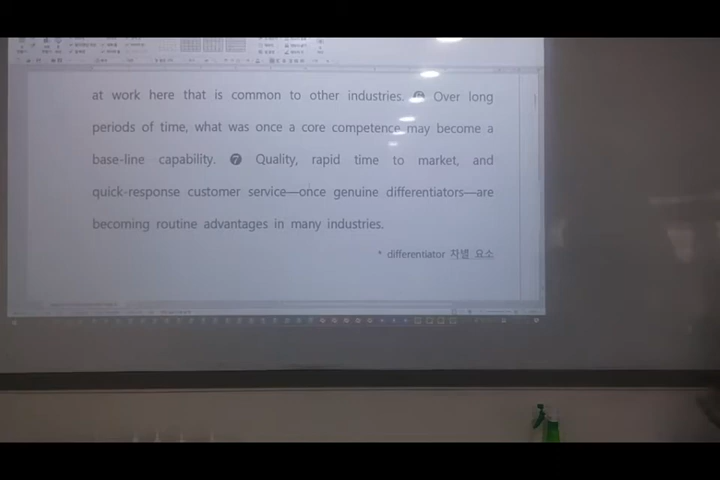 at work here that is common to other industries. ❻ Over long
periods of time, what was once a core competence may become a
base-line capability. ❼ Quality, rapid time to market, and
quick-response customer service—once genuine differentiators—are
becoming routine advantages in many industries.
* differentiator 차별 요소